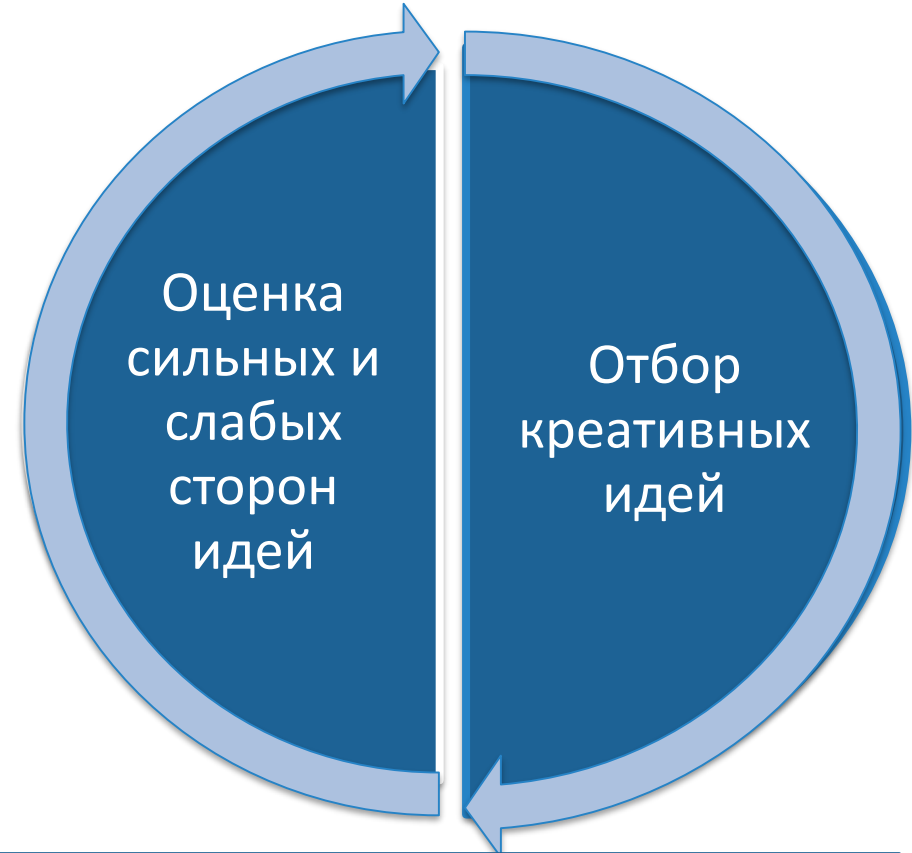 Оценка
сильных и
слабых
сторон
идей
Отбор
креативных
идей